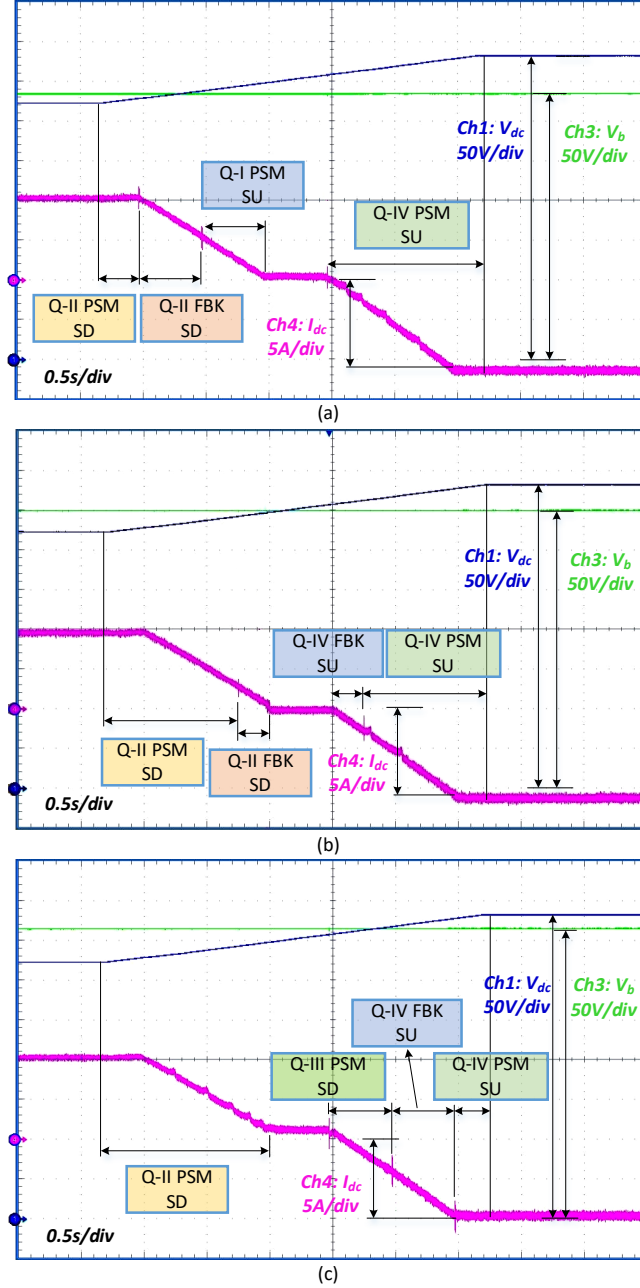 Ch1: Vdc
50V/div
Ch3: Vb
50V/div
Q-I PSM
SU
Q-IV PSM
SU
Q-II PSM
SD
Q-II FBK
SD
Ch4: Idc
5A/div
0.5s/div
(a)
Ch1: Vdc
50V/div
Ch3: Vb
50V/div
Q-IV FBK
SU
Q-IV PSM
SU
Q-II PSM
SD
Q-II FBK
SD
Ch4: Idc
5A/div
0.5s/div
(b)
Ch1: Vdc
50V/div
Ch3: Vb
50V/div
Q-IV FBK
SU
Q-III PSM
SD
Q-IV PSM
SU
Q-II PSM
SD
Ch4: Idc
5A/div
0.5s/div
(c)